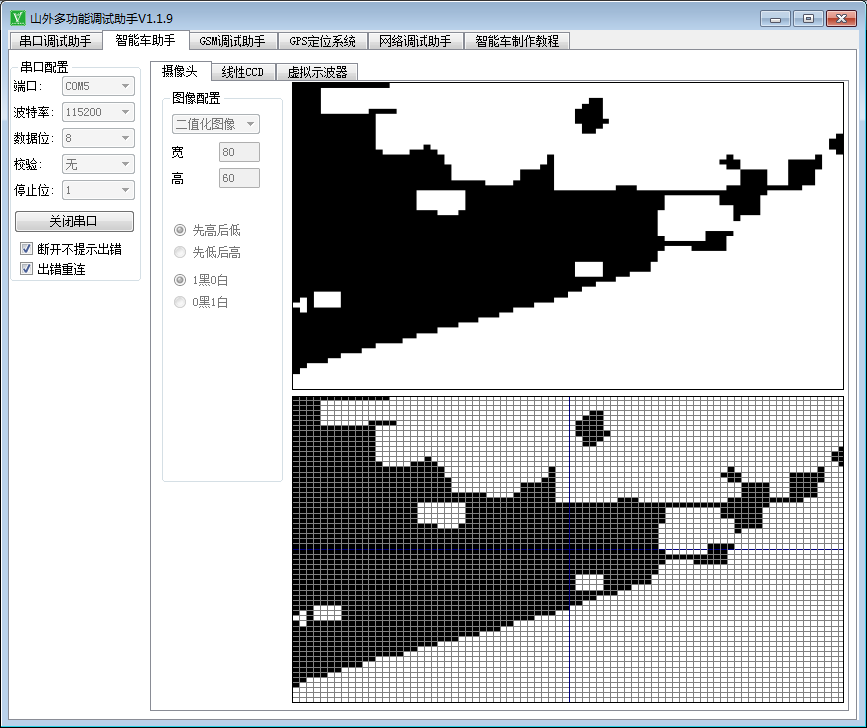 山外多功能调试助手V1.1.9
串口调试助手 智能车助手 GSM调试助手 GPS定位系统 网络调试助手 智能车制作教程
串口配置
端口: COM5
波特率: 115200
数据位: 8
校验: 无
停止位: 1
关闭串口
断开不提示出错
出错重连
摄像头 线性CCD 虚拟示波器
图像配置
二值化图像
宽 80
高 60
先高后低
先低后高
1黑0白
0黑1白